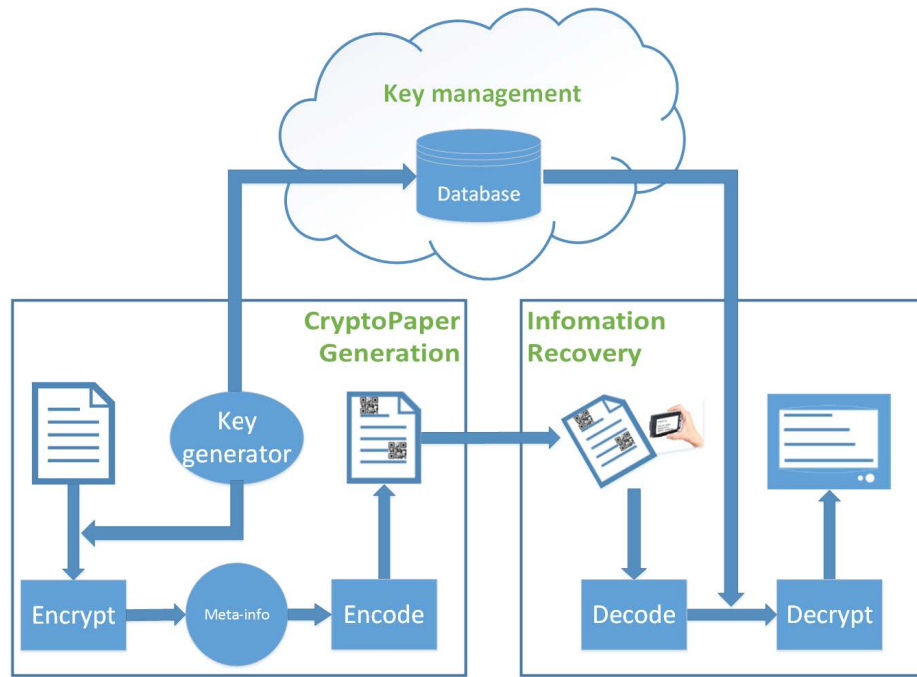 Key management
Database
CryptoPaper
Generation
Infomation
Recovery
Key
generator
Encrypt
Meta-info
Encode
Decode
Decrypt